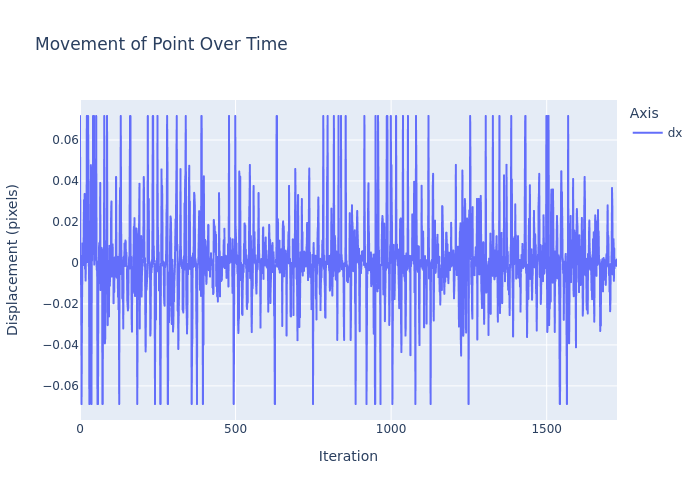 Movement of Point Over Time
Axis
dx
Displacement (pixels)
0.06
0.04
0.02
0
−0.02
−0.04
−0.06
0
500
1000
1500
Iteration